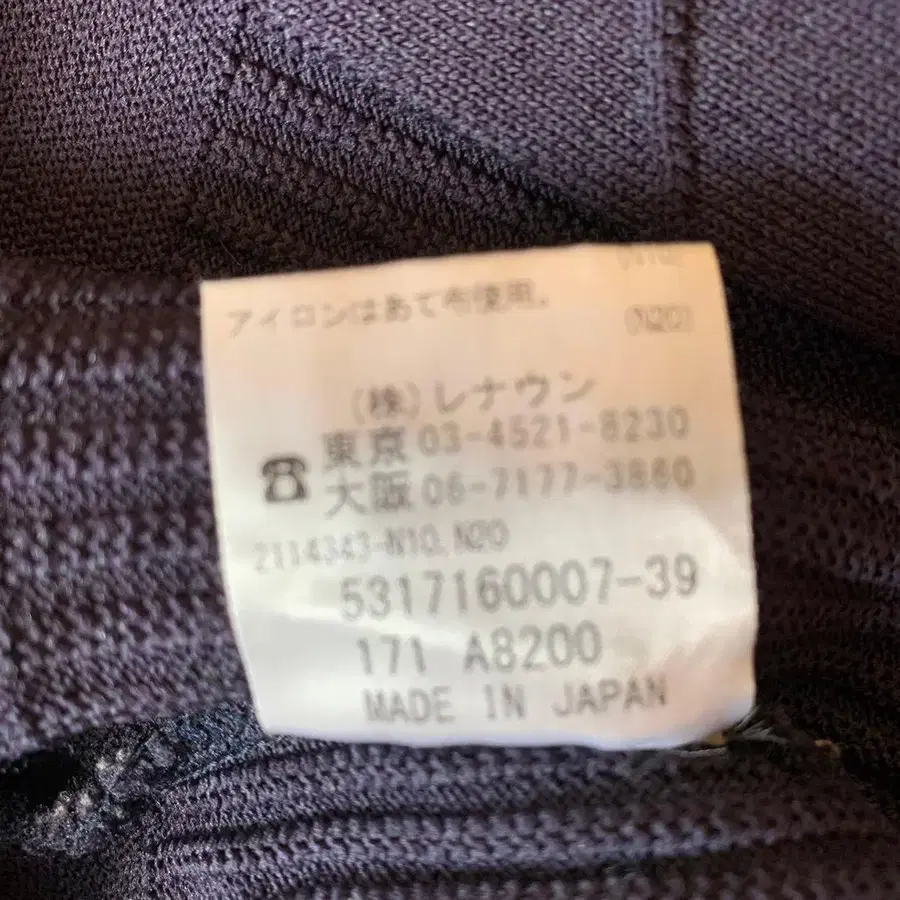 アイロンはあて布使用。
(N20)
(株)レナウン
☎ 東京 03-4521-8230
大阪 06-7177-3860
2114343-N10,N20
5317160007-39
171 A8200
MADE IN JAPAN